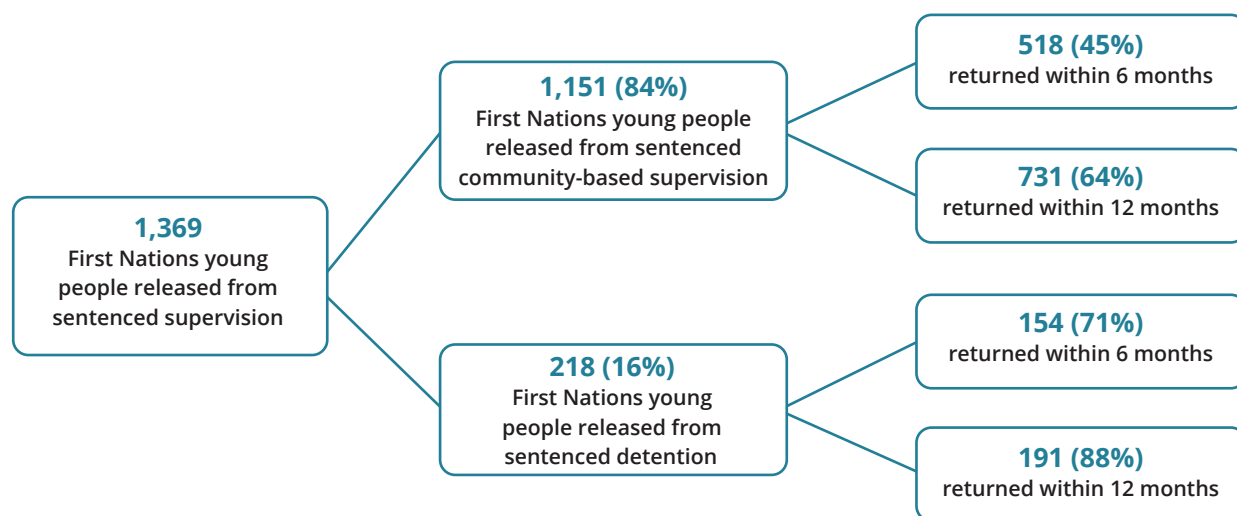 1,369
First Nations young
people released from
sentenced supervision
1,151 (84%)
First Nations young people
released from sentenced
community-based supervision
518 (45%)
returned within 6 months
731 (64%)
returned within 12 months
218 (16%)
First Nations young
people released from
sentenced detention
154 (71%)
returned within 6 months
191 (88%)
returned within 12 months